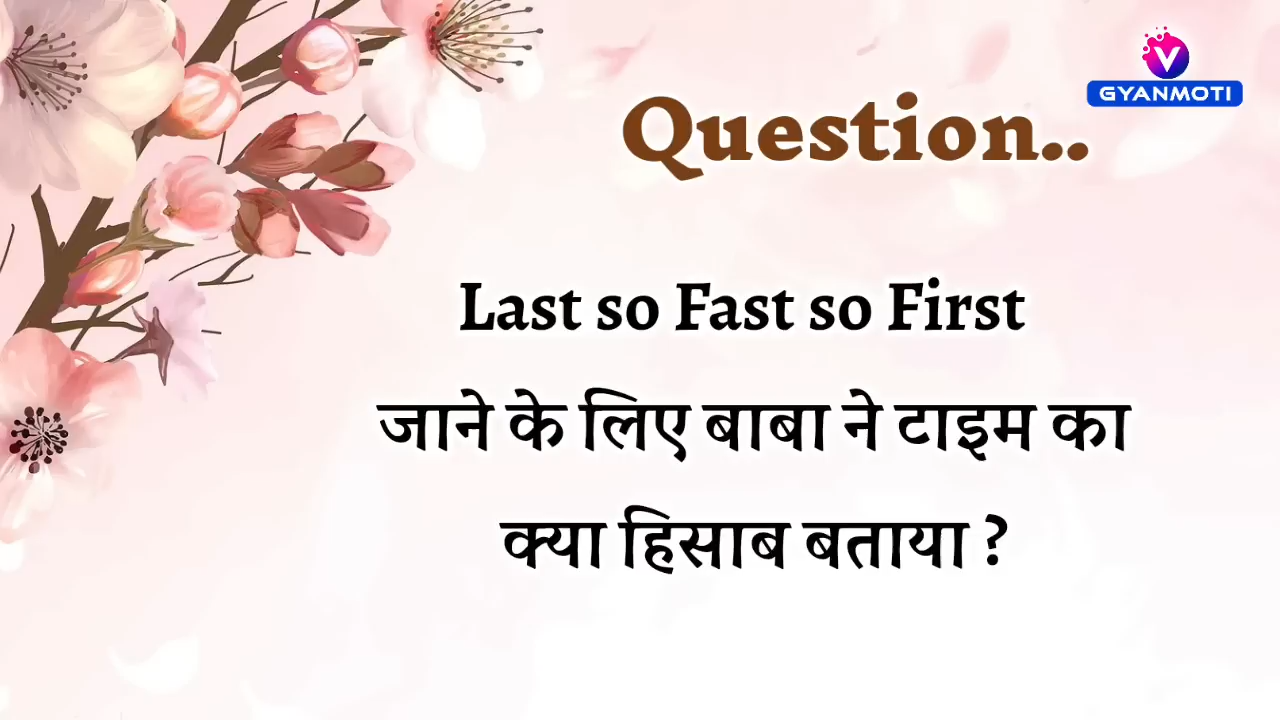 V
GYANMOTI
Question..
Last so Fast so First
जाने के लिए बाबा ने टाइम का
क्या हिसाब बताया ?